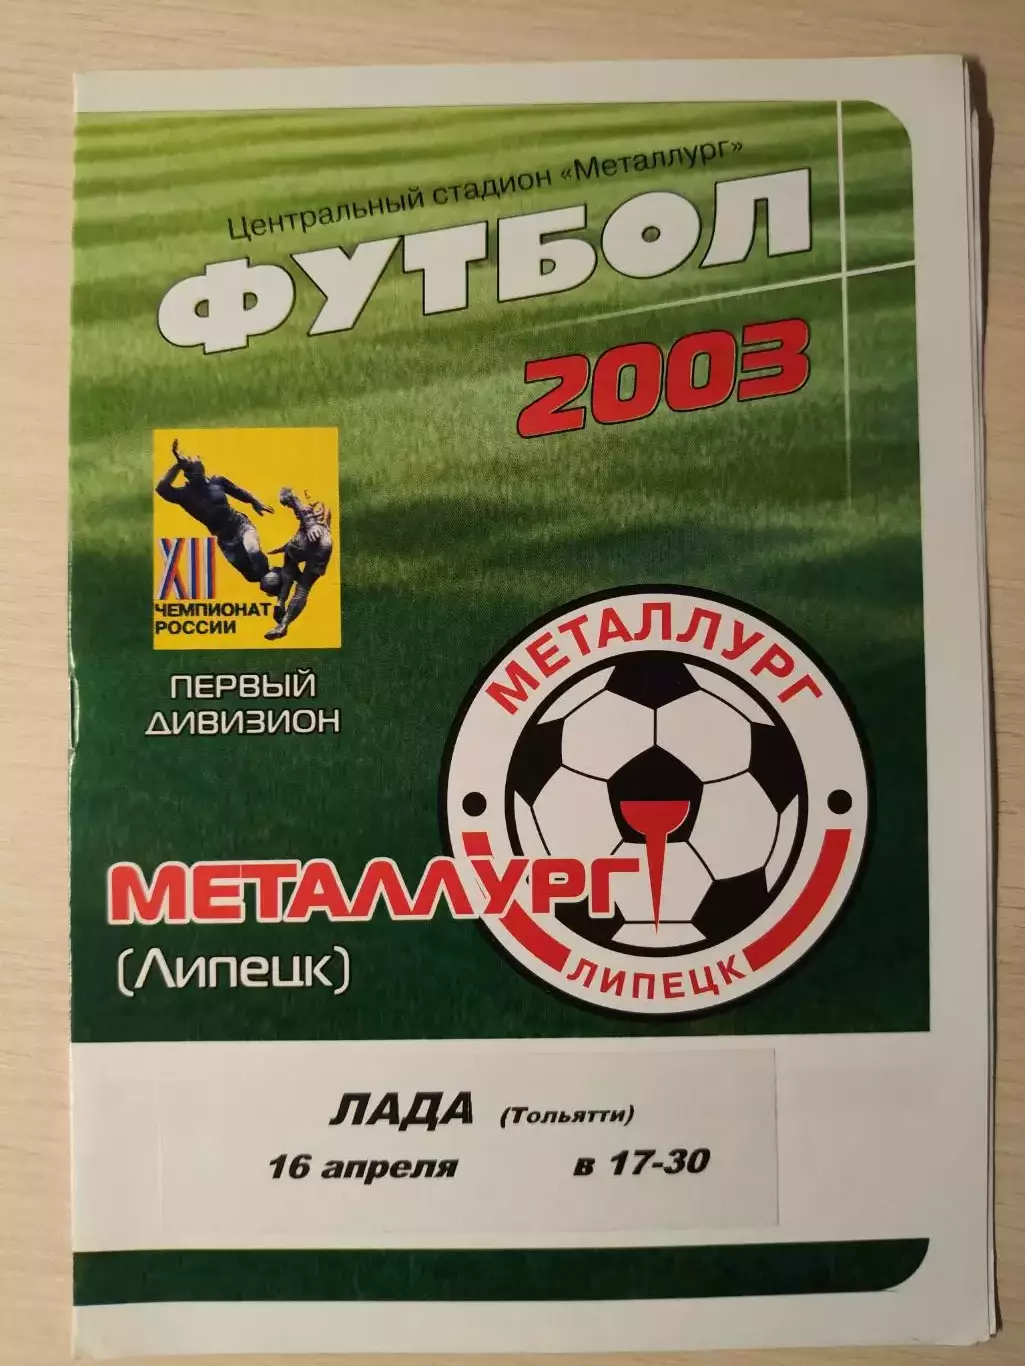 Центральный стадион «Металлург»
ФУТБОЛ
2003
XII
ЧЕМПИОНАТ
РОССИИ
ПЕРВЫЙ
ДИВИЗИОН
МЕТАЛЛУРГ
ЛИПЕЦК
МЕТАЛЛУРГ
(Липецк)
ЛАДА (Тольятти)
16 апреля в 17-30